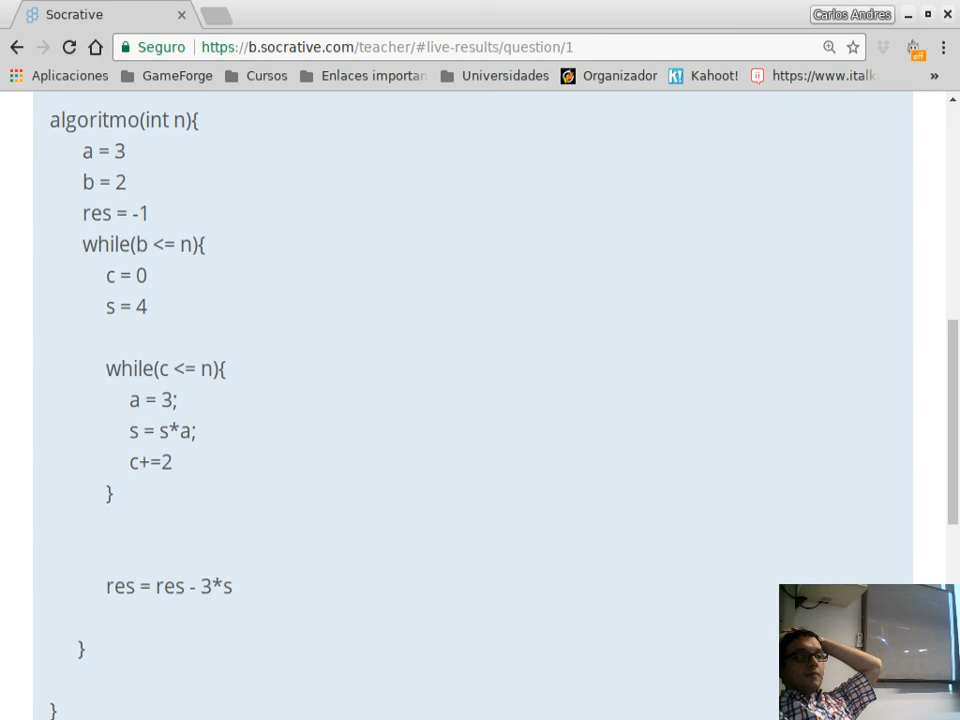 Socrative
Carlos Andres
Seguro
https://b.socrative.com/teacher/#live-results/question/1
Aplicaciones
GameForge
Cursos
Enlaces importan
Universidades
Organizador
K!
Kahoot!
https://www.italk
»
off
algoritmo(int n){
a = 3
b = 2
res = -1
while(b <= n){
c = 0
s = 4
while(c <= n){
a = 3;
s = s*a;
c+=2
}
res = res - 3*s
}
}